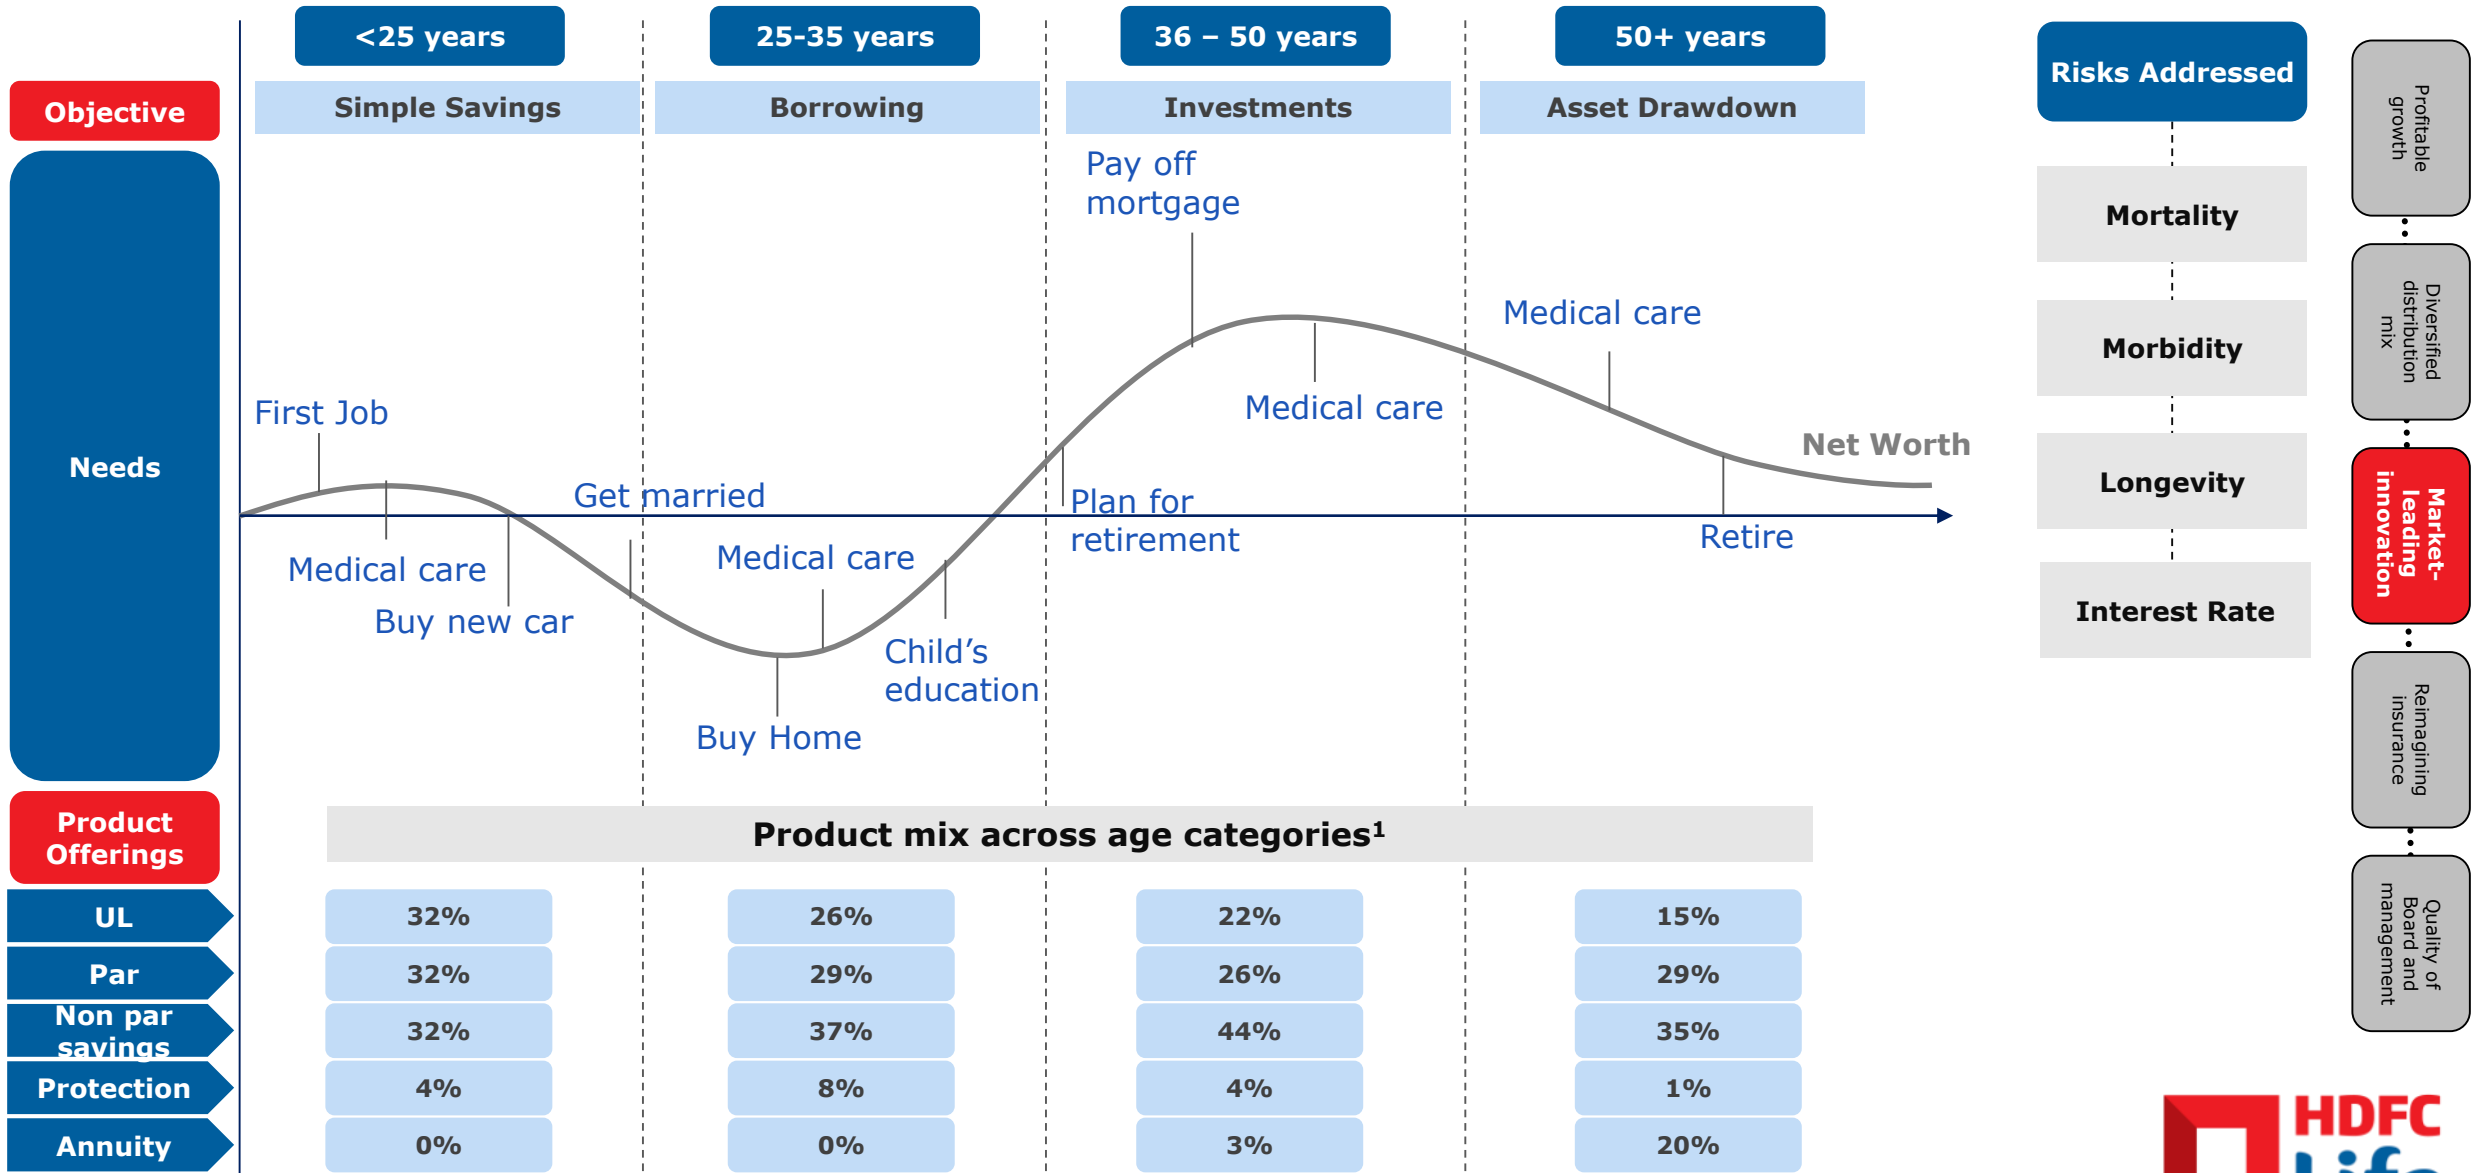 <25 years
25-35 years
36 – 50 years
50+ years
Objective
Simple Savings
Borrowing
Investments
Asset Drawdown
Needs
First Job
Medical care
Buy new car
Get married
Medical care
Buy Home
Child’s
education
Pay off
mortgage
Plan for
retirement
Medical care
Medical care
Retire
Net Worth
Product
Offerings
Product mix across age categories¹
UL
32%
26%
22%
15%
Par
32%
29%
26%
29%
Non par
savings
32%
37%
44%
35%
Protection
4%
8%
4%
1%
Annuity
0%
0%
3%
20%
Risks Addressed
Mortality
Morbidity
Longevity
Interest Rate
Profitable
growth
Diversified
distribution
mix
Market-
leading
innovation
Reimagining
insurance
Quality of
Board and
management
HDFC
Life